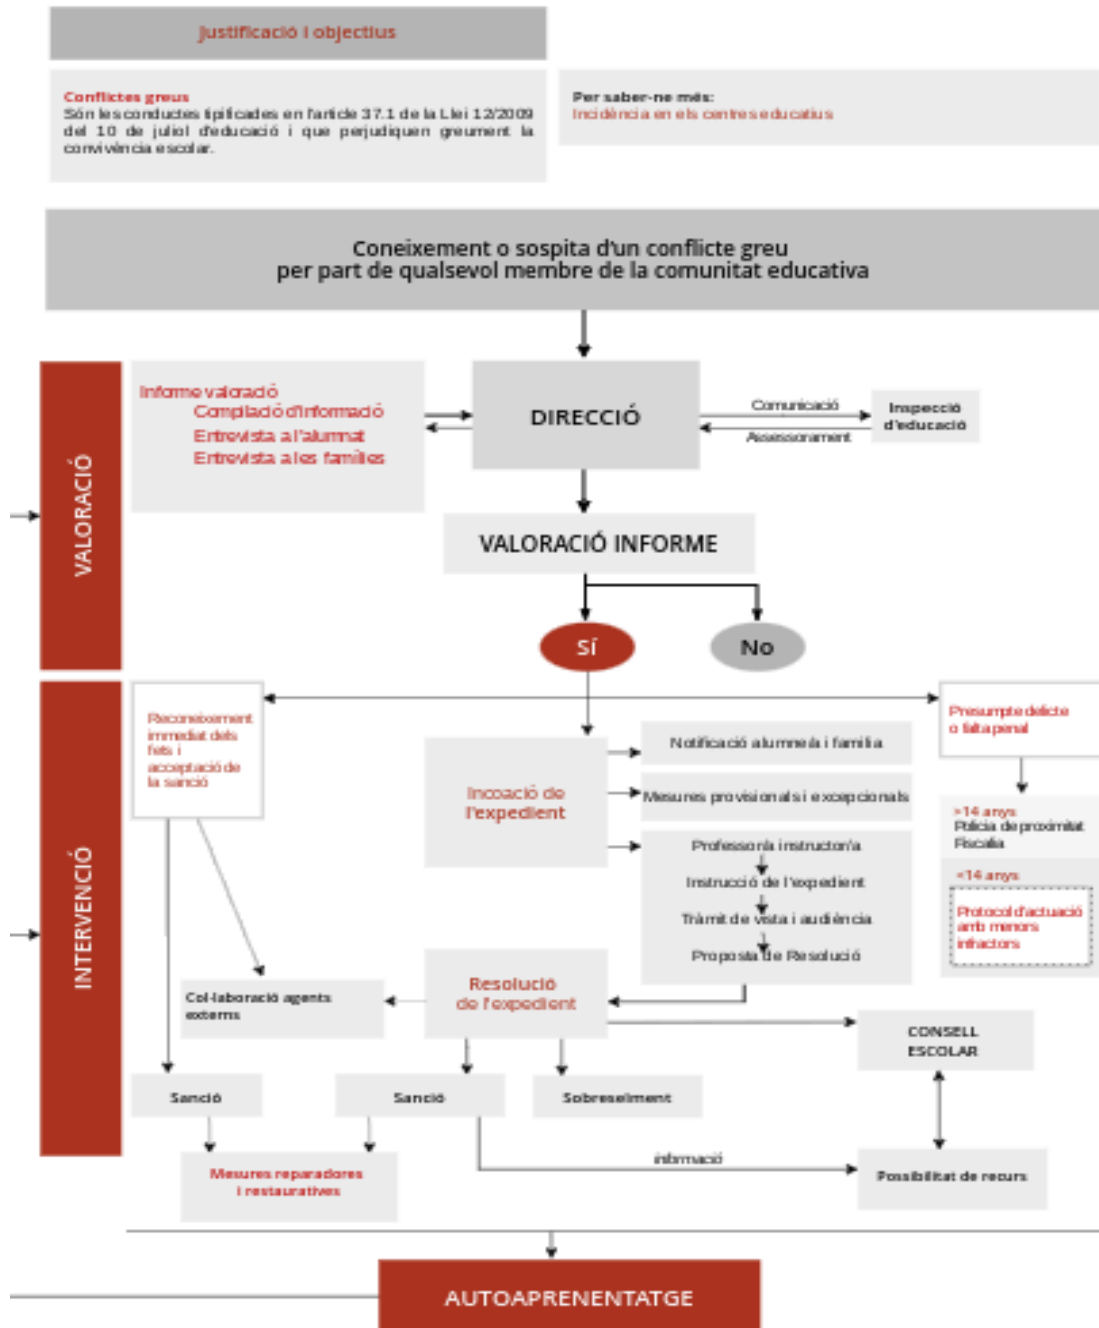 Justificació i objectius
Conflictes greus
Són les conductes tipificades en l'article 37.1 de la Llei 12/2009
del 10 de juliol d'educació i que perjudiquen greument la
convivència escolar.
Per saber-ne més:
Incidència en els centres educatius
Coneixement o sospita d'un conflicte greu
per part de qualsevol membre de la comunitat educativa
VALORACIÓ
Informe valoració
Compilació d'informació
Entrevista a l'alumnat
Entrevista a les famílies
DIRECCIÓ
Comunicació
Assessorament
Inspecció
d'educació
VALORACIÓ INFORME
Sí
No
INTERVENCIÓ
Reconeixement
immediat dels
fets i
acceptació de
la sanció
Incoació de
l'expedient
Notificació alumne/a i família
Mesures provisionals i excepcionals
Professor/a instructor/a
Instrucció de l'expedient
Tràmit de vista i audiència
Proposta de Resolució
Presumpte delicte
o falta penal
>14 anys
Policia de proximitat
Fiscalia
<14 anys
Protocol d'actuació
amb menors
infractors
Resolució
de l'expedient
Col·laboració agents
externs
CONSELL
ESCOLAR
Sanció
Sanció
Sobreseïment
informació
Possibilitat de recurs
Mesures reparadores
i restauratives
AUTOAPRENENTATGE